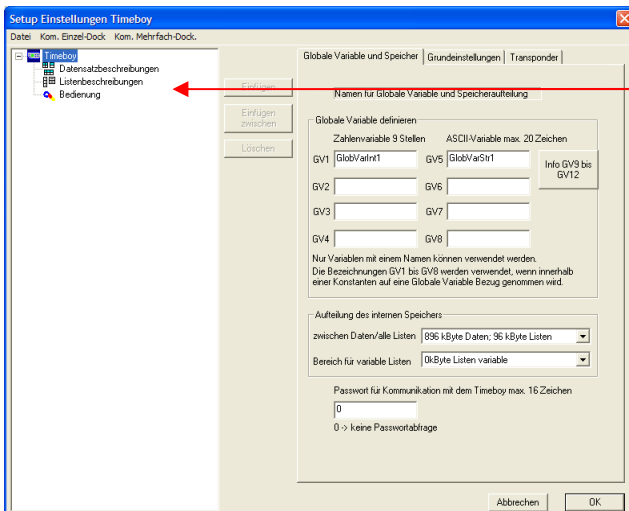 Setup Einstellungen Timeboy
Datei Kom. Einzel-Dock Kom. Mehrfach-Dock.
Timeboy
Datensatzbeschreibungen
Listenbeschreibungen
Bedienung
Einfügen
Einfügen
zwischen
Löschen
Globale Variable und Speicher Grundeinstellungen Transponder
Namen für Globale Variable und Speicheraufteilung
Globale Variable definieren
Zahlenvariable 9 Stellen ASCII-Variable max. 20 Zeichen
GV1 GlobVarInt1 GV5 GlobVarStr1
Info GV9 bis
GV12
GV2 GV6
GV3 GV7
GV4 GV8
Nur Variablen mit einem Namen können verwendet werden.
Die Bezeichnungen GV1 bis GV8 werden verwendet, wenn innerhalb
einer Konstanten auf eine Globale Variable Bezug genommen wird.
Aufteilung des internen Speichers
zwischen Daten/alle Listen 896 kByte Daten; 96 kByte Listen
Bereich für variable Listen 0kByte Listen variable
Passwort für Kommunikation mit dem Timeboy max. 16 Zeichen
0
0 -> keine Passwortabfrage
Abbrechen OK